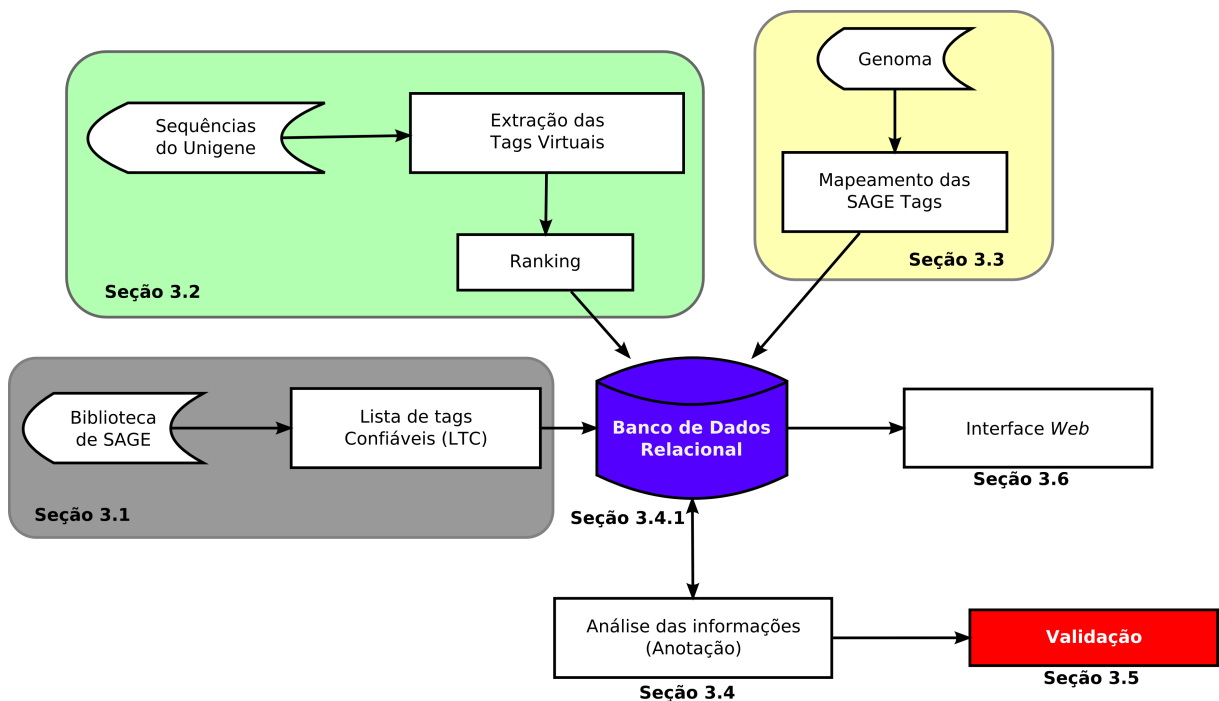 Genoma
Mapeamento das
SAGE Tags
Seção 3.3
Sequências
do Unigene
Extração das
Tags Virtuais
Ranking
Seção 3.2
Biblioteca
de SAGE
Lista de tags
Confiáveis (LTC)
Seção 3.1
Banco de Dados
Relacional
Seção 3.4.1
Interface Web
Seção 3.6
Análise das informações
(Anotação)
Seção 3.4
Validação
Seção 3.5